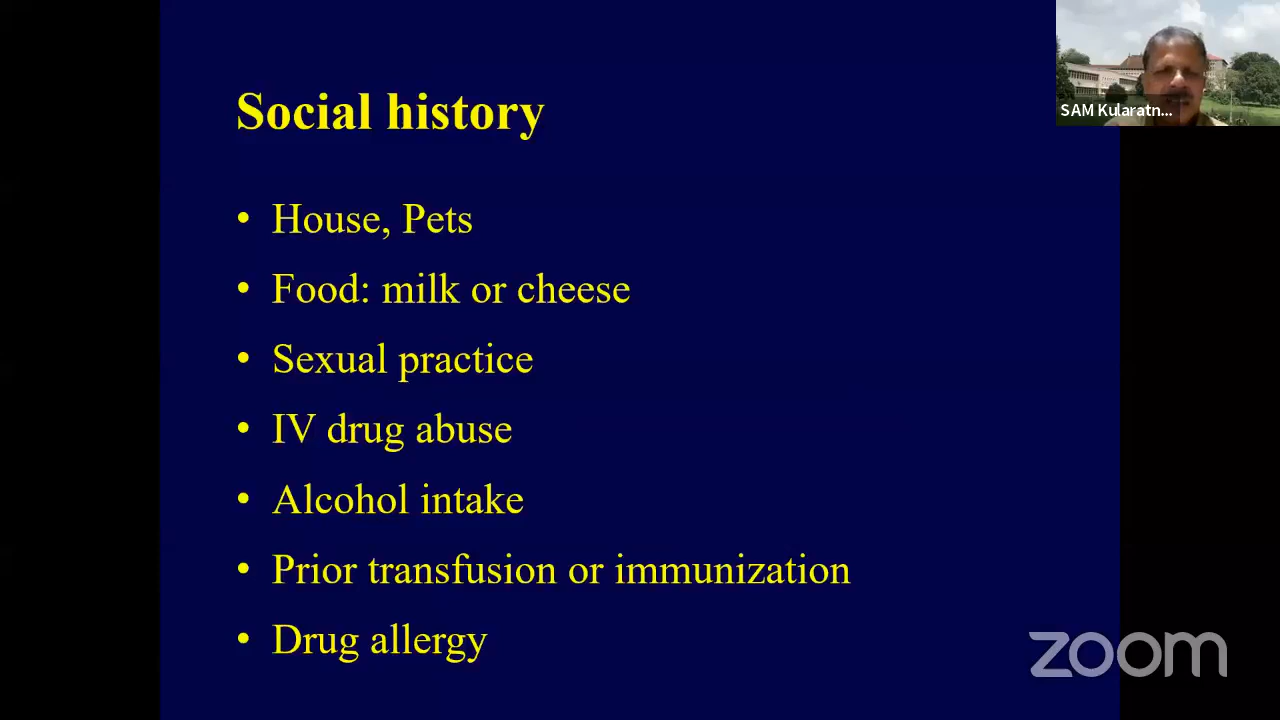 Social history
SAM Kularatn...
• House, Pets
• Food: milk or cheese
• Sexual practice
• IV drug abuse
• Alcohol intake
• Prior transfusion or immunization
• Drug allergy
zoom